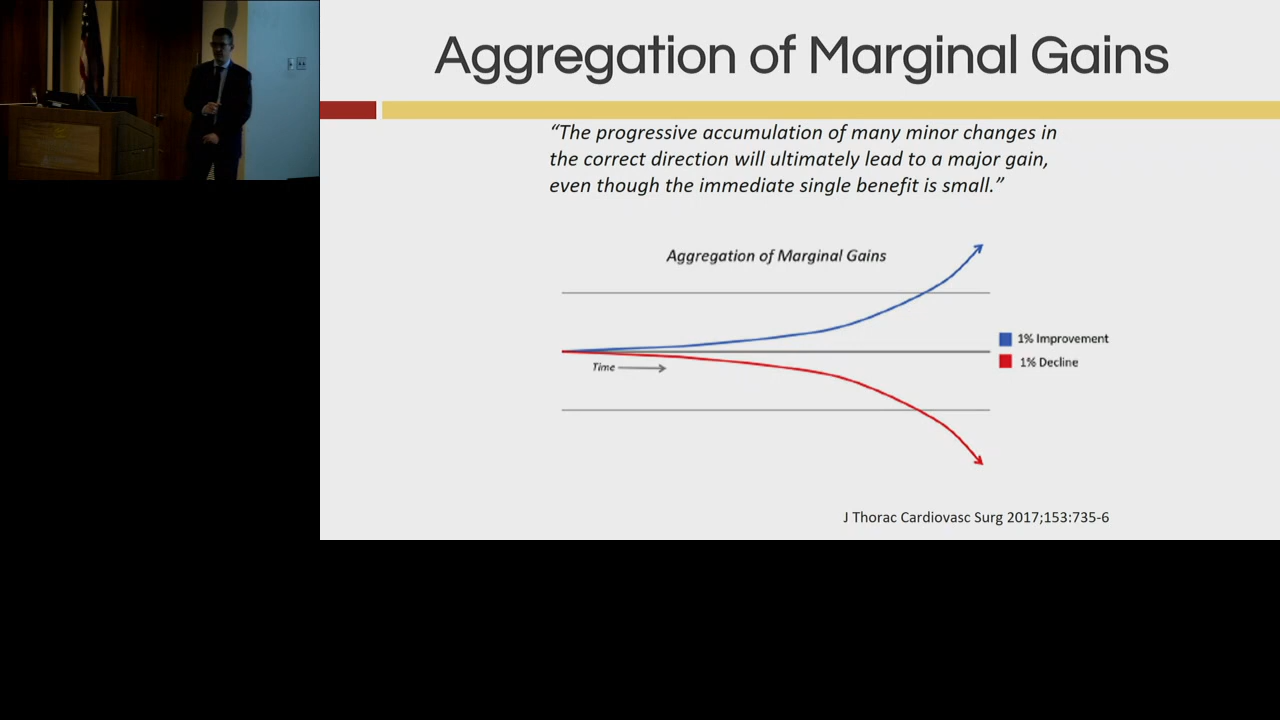 Aggregation of Marginal Gains
“The progressive accumulation of many minor changes in
the correct direction will ultimately lead to a major gain,
even though the immediate single benefit is small.”
Aggregation of Marginal Gains
1% Improvement
1% Decline
Time
J Thorac Cardiovasc Surg 2017;153:735-6